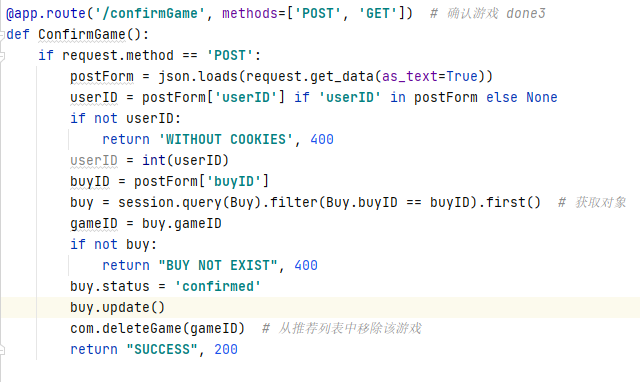 @app.route('/confirmGame', methods=['POST', 'GET'])  # 确认游戏 done3
def ConfirmGame():
    if request.method == 'POST':
        postForm = json.loads(request.get_data(as_text=True))
        userID = postForm['userID'] if 'userID' in postForm else None
        if not userID:
            return 'WITHOUT COOKIES', 400
        userID = int(userID)
        buyID = postForm['buyID']
        buy = session.query(Buy).filter(Buy.buyID == buyID).first()  # 获取对象
        gameID = buy.gameID
        if not buy:
            return "BUY NOT EXIST", 400
        buy.status = 'confirmed'
        buy.update()
        com.deleteGame(gameID)  # 从推荐列表中移除该游戏
        return "SUCCESS", 200